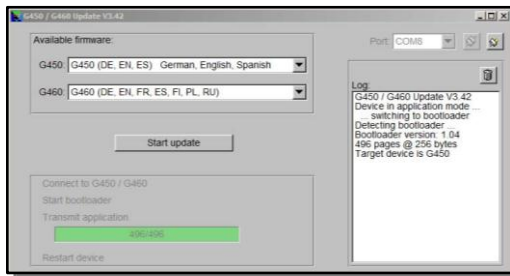 G450 / G460 Update V3.42
Available firmware:
G450: G450 (DE, EN, ES) German, English, Spanish
G460: G460 (DE, EN, FR, ES, FI, PL, RU)
Start update
Connect to G450 / G460
Start bootloader
Transmit application
496/496
Restart device
Port: COM8
Log:
G450 / G460 Update V3.42
Device in application mode ...
... switching to bootloader
Detecting bootloader ...
Bootloader version: 1.04
496 pages @ 256 bytes
Target device is G450